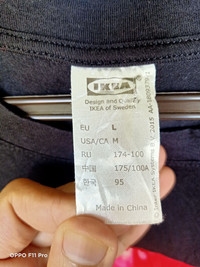 IKEA
Design and Quality
IKEA of Sweden
EU L
USA/CA M
RU 174-100
中国 175/100A
한국 95
Made in China
OPPO F11 Pro